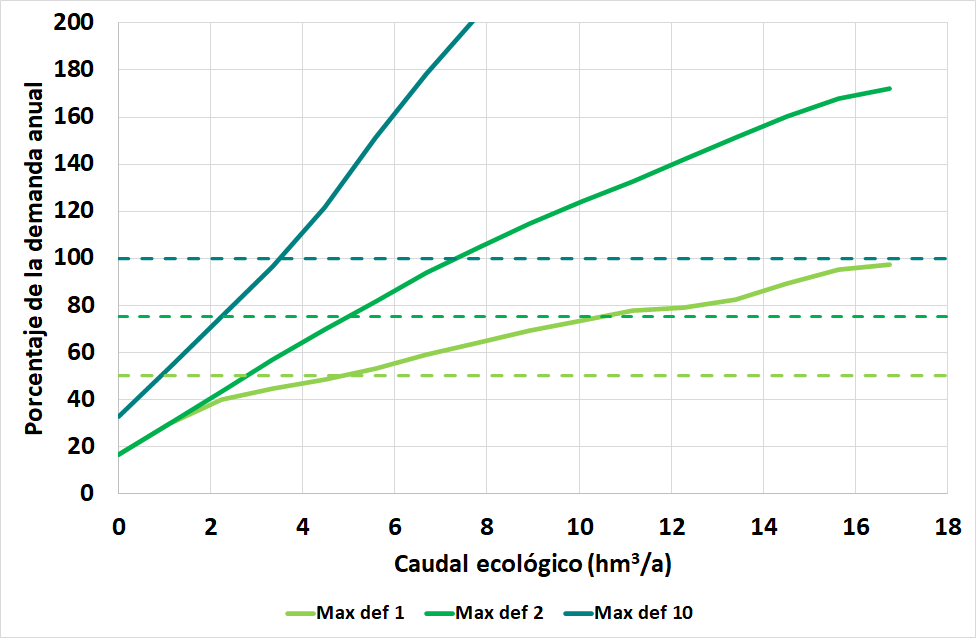 Porcentaje de la demanda anual
200
180
160
140
120
100
80
60
40
20
0
0 2 4 6 8 10 12 14 16 18
Caudal ecológico (hm³/a)
Max def 1 Max def 2 Max def 10